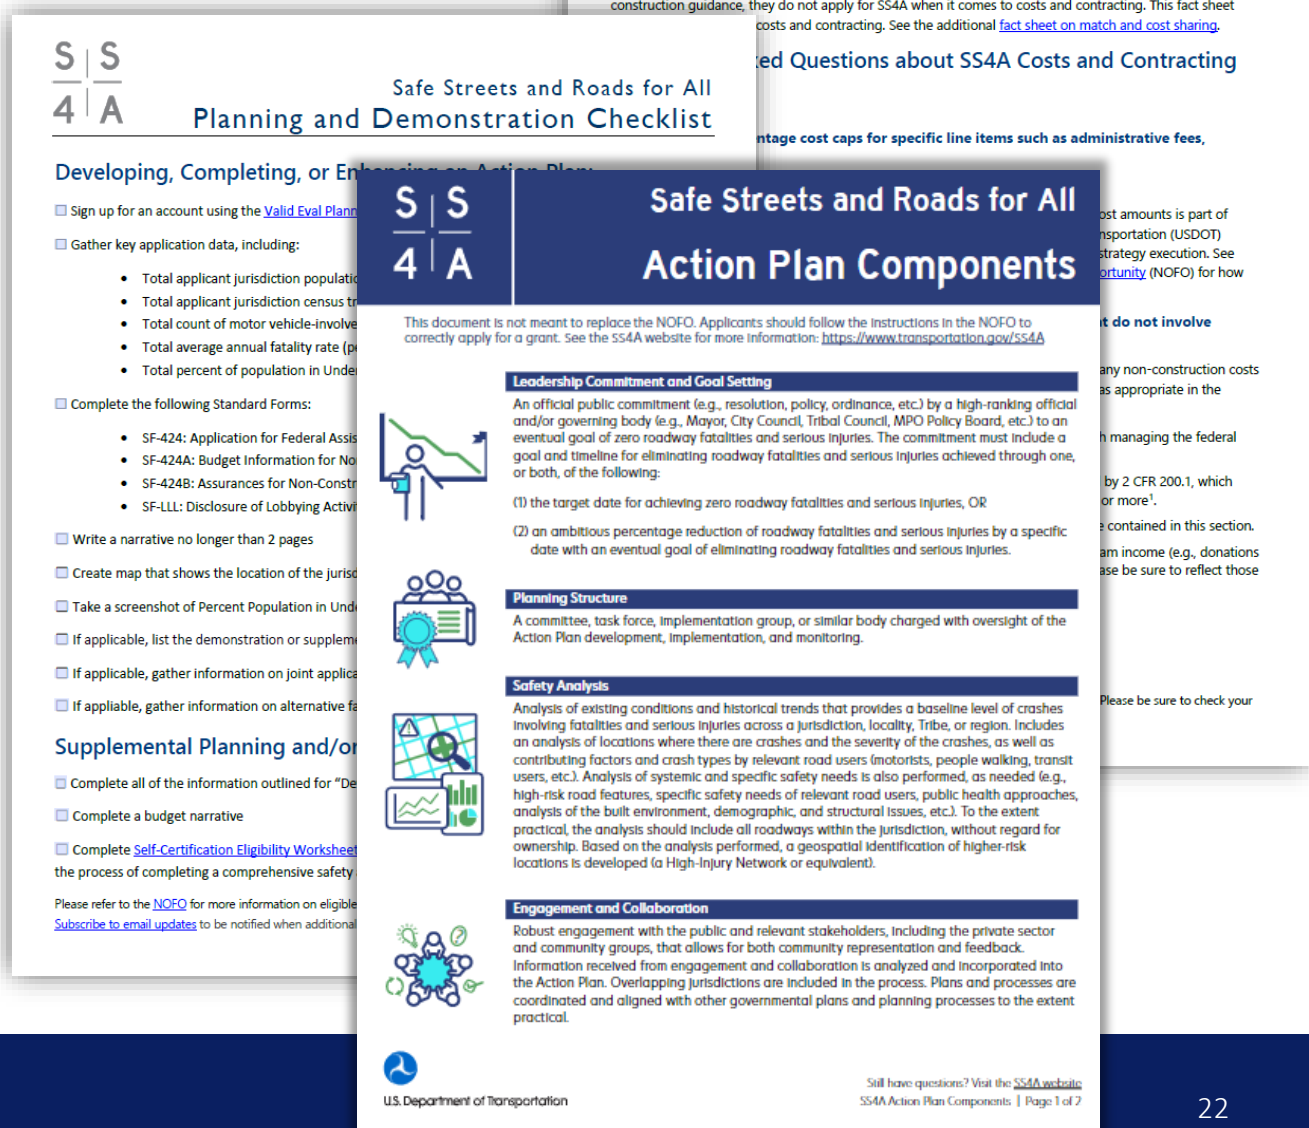 construction guidance, they do not apply for SS4A when it comes to costs and contracting. This fact sheet
costs and contracting. See the additional fact sheet on match and cost sharing.
ked Questions about SS4A Costs and Contracting
ntage cost caps for specific line items such as administrative fees,
ost amounts is part of
nsportation (USDOT)
strategy execution. See
ortunity (NOFO) for how
t do not involve
any non-construction costs
as appropriate in the
h managing the federal
by 2 CFR 200.1, which
or more¹.
e contained in this section.
am income (e.g., donations
ase be sure to reflect those
Please be sure to check your
S S
4 A
Safe Streets and Roads for All
Planning and Demonstration Checklist
Developing, Completing, or Enhancing an Action Plan:
Sign up for an account using the Valid Eval Plann
Gather key application data, including:
• Total applicant jurisdiction populatio
• Total applicant jurisdiction census tr
• Total count of motor vehicle-involve
• Total average annual fatality rate (pe
• Total percent of population in Unde
Complete the following Standard Forms:
• SF-424: Application for Federal Assis
• SF-424A: Budget Information for No
• SF-424B: Assurances for Non-Constr
• SF-LLL: Disclosure of Lobbying Activi
Write a narrative no longer than 2 pages
Create map that shows the location of the jurisd
Take a screenshot of Percent Population in Unde
If applicable, list the demonstration or suppleme
If applicable, gather information on joint applica
If appliable, gather information on alternative fa
Supplemental Planning and/or
Complete all of the information outlined for “De
Complete a budget narrative
Complete Self-Certification Eligibility Worksheet
the process of completing a comprehensive safety
Please refer to the NOFO for more information on eligible
Subscribe to email updates to be notified when additional
S S
4 A
Safe Streets and Roads for All
Action Plan Components
This document is not meant to replace the NOFO. Applicants should follow the instructions in the NOFO to
correctly apply for a grant. See the SS4A website for more information: https://www.transportation.gov/SS4A
Leadership Commitment and Goal Setting
An official public commitment (e.g., resolution, policy, ordinance, etc.) by a high-ranking official
and/or governing body (e.g., Mayor, City Council, Tribal Council, MPO Policy Board, etc.) to an
eventual goal of zero roadway fatalities and serious injuries. The commitment must include a
goal and timeline for eliminating roadway fatalities and serious injuries achieved through one,
or both, of the following:
(1) the target date for achieving zero roadway fatalities and serious injuries, OR
(2) an ambitious percentage reduction of roadway fatalities and serious injuries by a specific
date with an eventual goal of eliminating roadway fatalities and serious injuries.
Planning Structure
A committee, task force, implementation group, or similar body charged with oversight of the
Action Plan development, implementation, and monitoring.
Safety Analysis
Analysis of existing conditions and historical trends that provides a baseline level of crashes
involving fatalities and serious injuries across a jurisdiction, locality, Tribe, or region. Includes
an analysis of locations where there are crashes and the severity of the crashes, as well as
contributing factors and crash types by relevant road users (motorists, people walking, transit
users, etc.). Analysis of systemic and specific safety needs is also performed, as needed (e.g.,
high-risk road features, specific safety needs of relevant road users, public health approaches,
analysis of the built environment, demographic, and structural issues, etc.). To the extent
practical, the analysis should include all roadways within the jurisdiction, without regard for
ownership. Based on the analysis performed, a geospatial identification of higher-risk
locations is developed (a High-Injury Network or equivalent).
Engagement and Collaboration
Robust engagement with the public and relevant stakeholders, including the private sector
and community groups, that allows for both community representation and feedback.
Information received from engagement and collaboration is analyzed and incorporated into
the Action Plan. Overlapping jurisdictions are included in the process. Plans and processes are
coordinated and aligned with other governmental plans and planning processes to the extent
practical.
U.S. Department of Transportation
Still have questions? Visit the SS4A website
SS4A Action Plan Components | Page 1 of 2
22